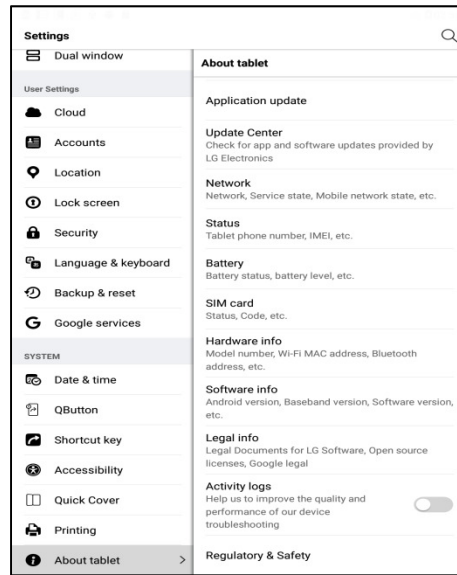 Settings
Dual window
User Settings
Cloud
Accounts
Location
Lock screen
Security
Language & keyboard
Backup & reset
Google services
SYSTEM
Date & time
QButton
Shortcut key
Accessibility
Quick Cover
Printing
About tablet
About tablet
Application update
Update Center
Check for app and software updates provided by
LG Electronics
Network
Network, Service state, Mobile network state, etc.
Status
Tablet phone number, IMEI, etc.
Battery
Battery status, battery level, etc.
SIM card
Status, Code, etc.
Hardware info
Model number, Wi-Fi MAC address, Bluetooth
address, etc.
Software info
Android version, Baseband version, Software version,
etc.
Legal info
Legal Documents for LG Software, Open source
licenses, Google legal
Activity logs
Help us to improve the quality and
performance of our device
troubleshooting
Regulatory & Safety